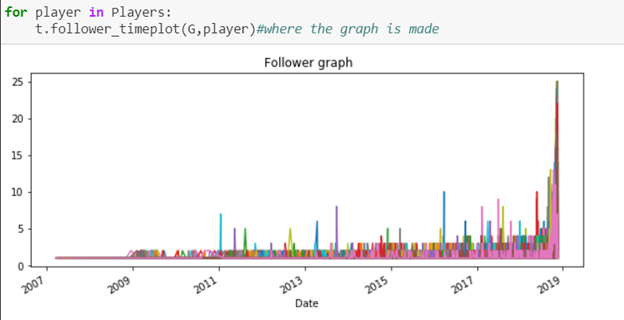 for player in Players:
t.follower_timeplot(G,player)#where the graph is made
Follower graph
25
20
15
10
5
0
2007 2009 2011 2013 2015 2017 2019
Date